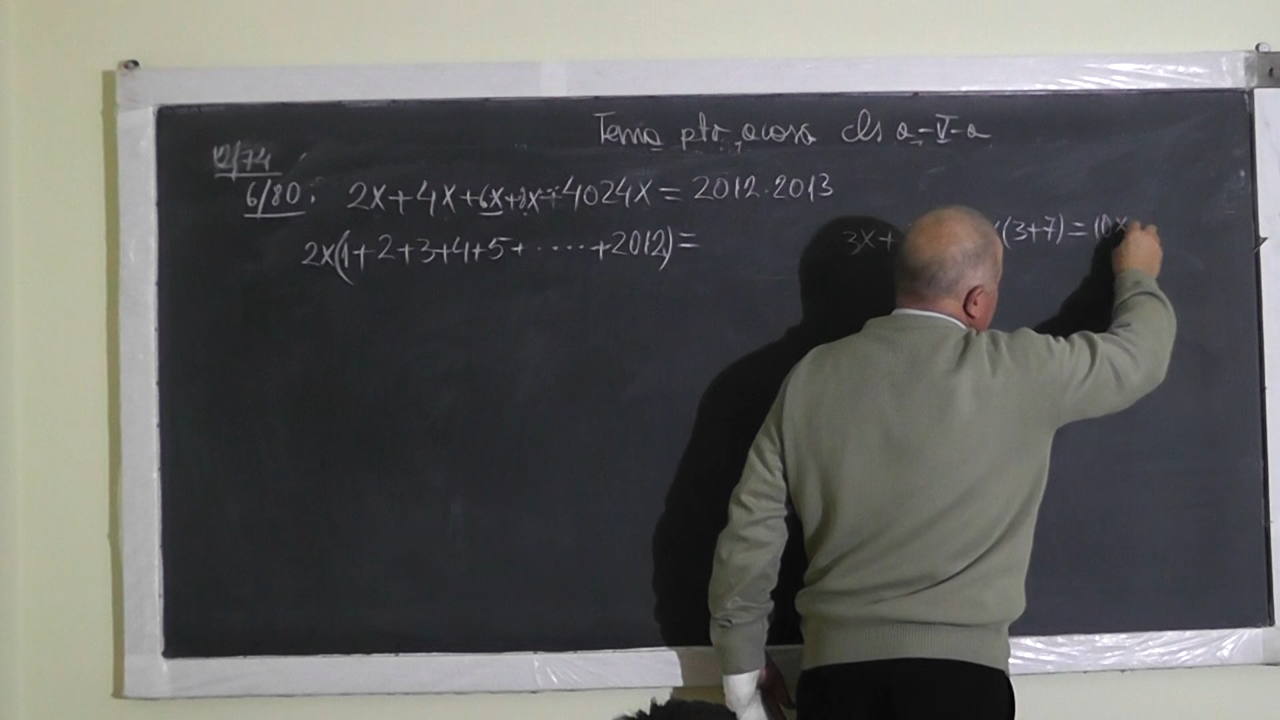 Tema ptr. acasa cls a-V-a
12/74
6/80: 2x+4x+6x+8x+...+4024x=2012·2013
2x(1+2+3+4+5+.....+2012)=
3x+ (3+7)=10x